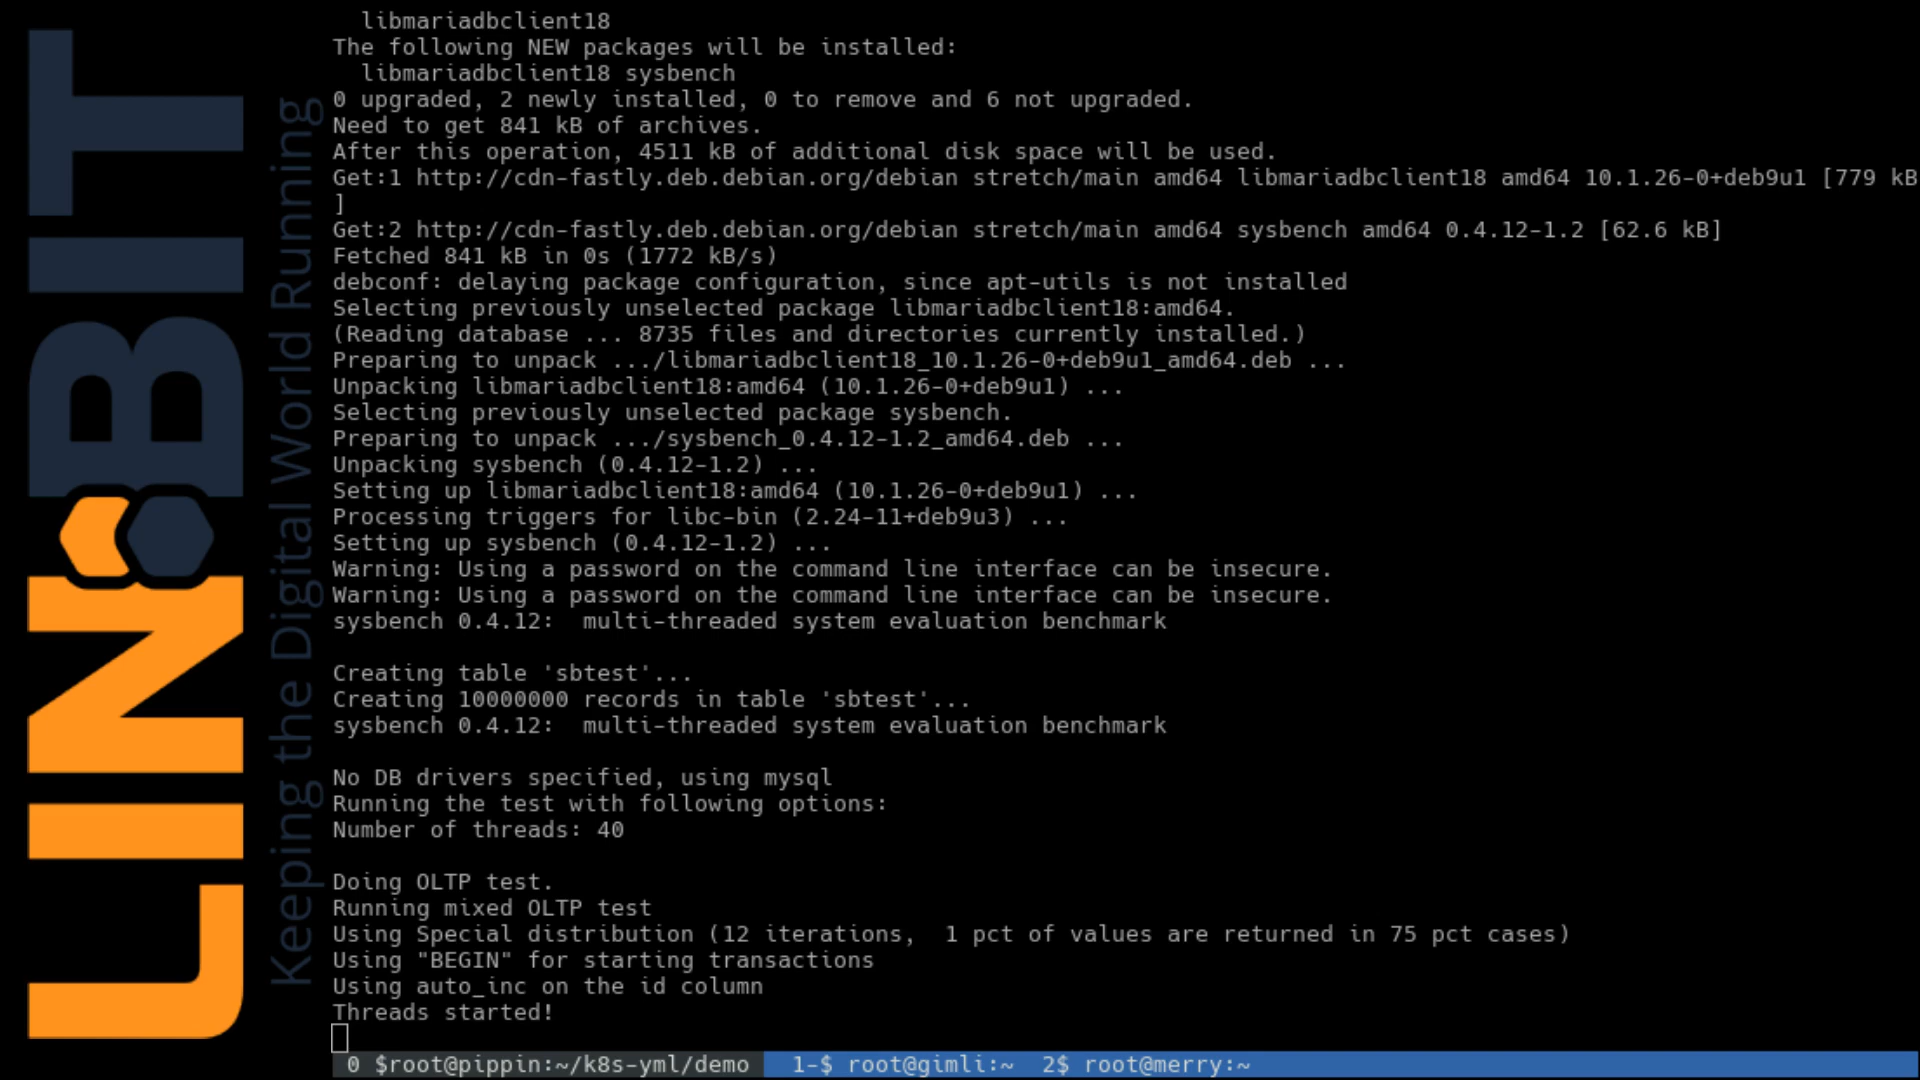 LINBIT
Keeping the Digital World Running
libmariadbclient18
The following NEW packages will be installed:
libmariadbclient18 sysbench
0 upgraded, 2 newly installed, 0 to remove and 6 not upgraded.
Need to get 841 kB of archives.
After this operation, 4511 kB of additional disk space will be used.
Get:1 http://cdn-fastly.deb.debian.org/debian stretch/main amd64 libmariadbclient18 amd64 10.1.26-0+deb9u1 [779 kB
]
Get:2 http://cdn-fastly.deb.debian.org/debian stretch/main amd64 sysbench amd64 0.4.12-1.2 [62.6 kB]
Fetched 841 kB in 0s (1772 kB/s)
debconf: delaying package configuration, since apt-utils is not installed
Selecting previously unselected package libmariadbclient18:amd64.
(Reading database ... 8735 files and directories currently installed.)
Preparing to unpack .../libmariadbclient18_10.1.26-0+deb9u1_amd64.deb ...
Unpacking libmariadbclient18:amd64 (10.1.26-0+deb9u1) ...
Selecting previously unselected package sysbench.
Preparing to unpack .../sysbench_0.4.12-1.2_amd64.deb ...
Unpacking sysbench (0.4.12-1.2) ...
Setting up libmariadbclient18:amd64 (10.1.26-0+deb9u1) ...
Processing triggers for libc-bin (2.24-11+deb9u3) ...
Setting up sysbench (0.4.12-1.2) ...
Warning: Using a password on the command line interface can be insecure.
Warning: Using a password on the command line interface can be insecure.
sysbench 0.4.12:  multi-threaded system evaluation benchmark
Creating table 'sbtest'...
Creating 10000000 records in table 'sbtest'...
sysbench 0.4.12:  multi-threaded system evaluation benchmark
No DB drivers specified, using mysql
Running the test with following options:
Number of threads: 40
Doing OLTP test.
Running mixed OLTP test
Using Special distribution (12 iterations,  1 pct of values are returned in 75 pct cases)
Using "BEGIN" for starting transactions
Using auto_inc on the id column
Threads started!
0 $root@pippin:~/k8s-yml/demo  1-$ root@gimli:~  2$ root@merry:~